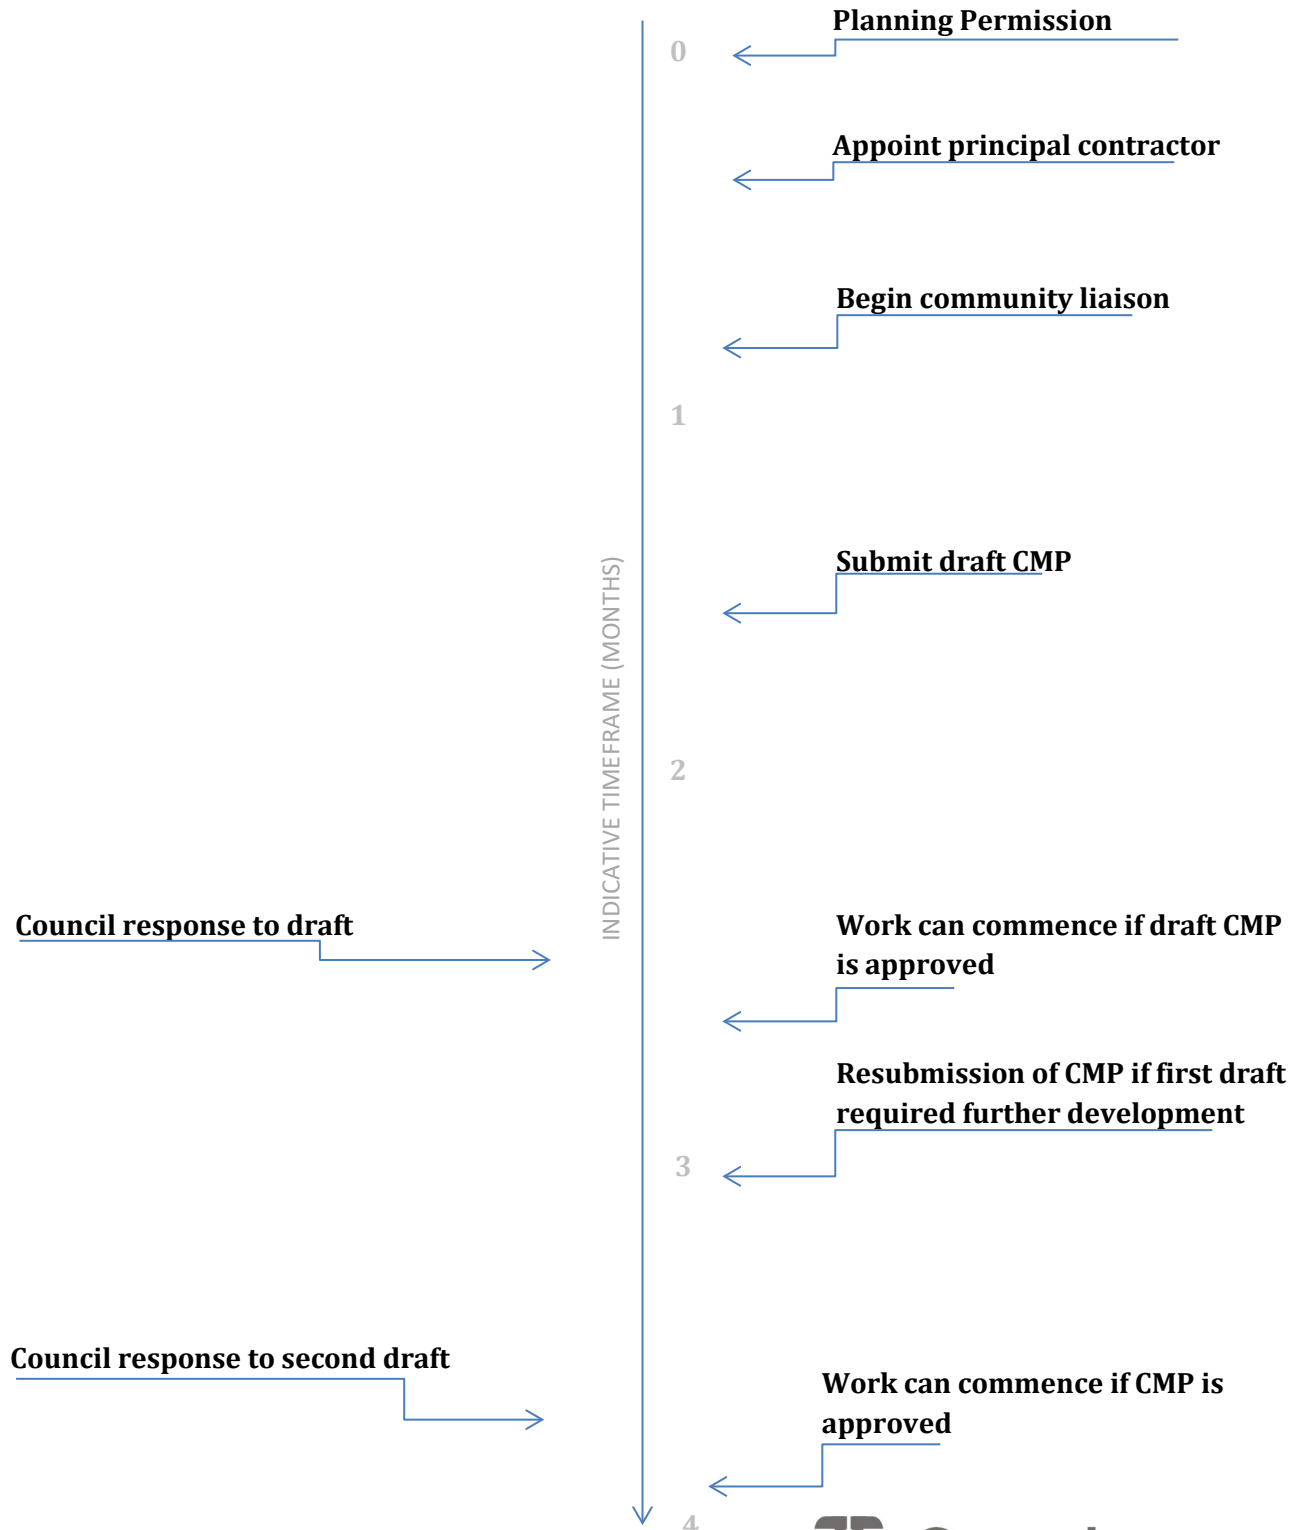 Planning Permission
0
Appoint principal contractor
Begin community liaison
1
Submit draft CMP
INDICATIVE TIMEFRAME (MONTHS)
2
Council response to draft
Work can commence if draft CMP
is approved
Resubmission of CMP if first draft
required further development
3
Council response to second draft
Work can commence if CMP is
approved
4